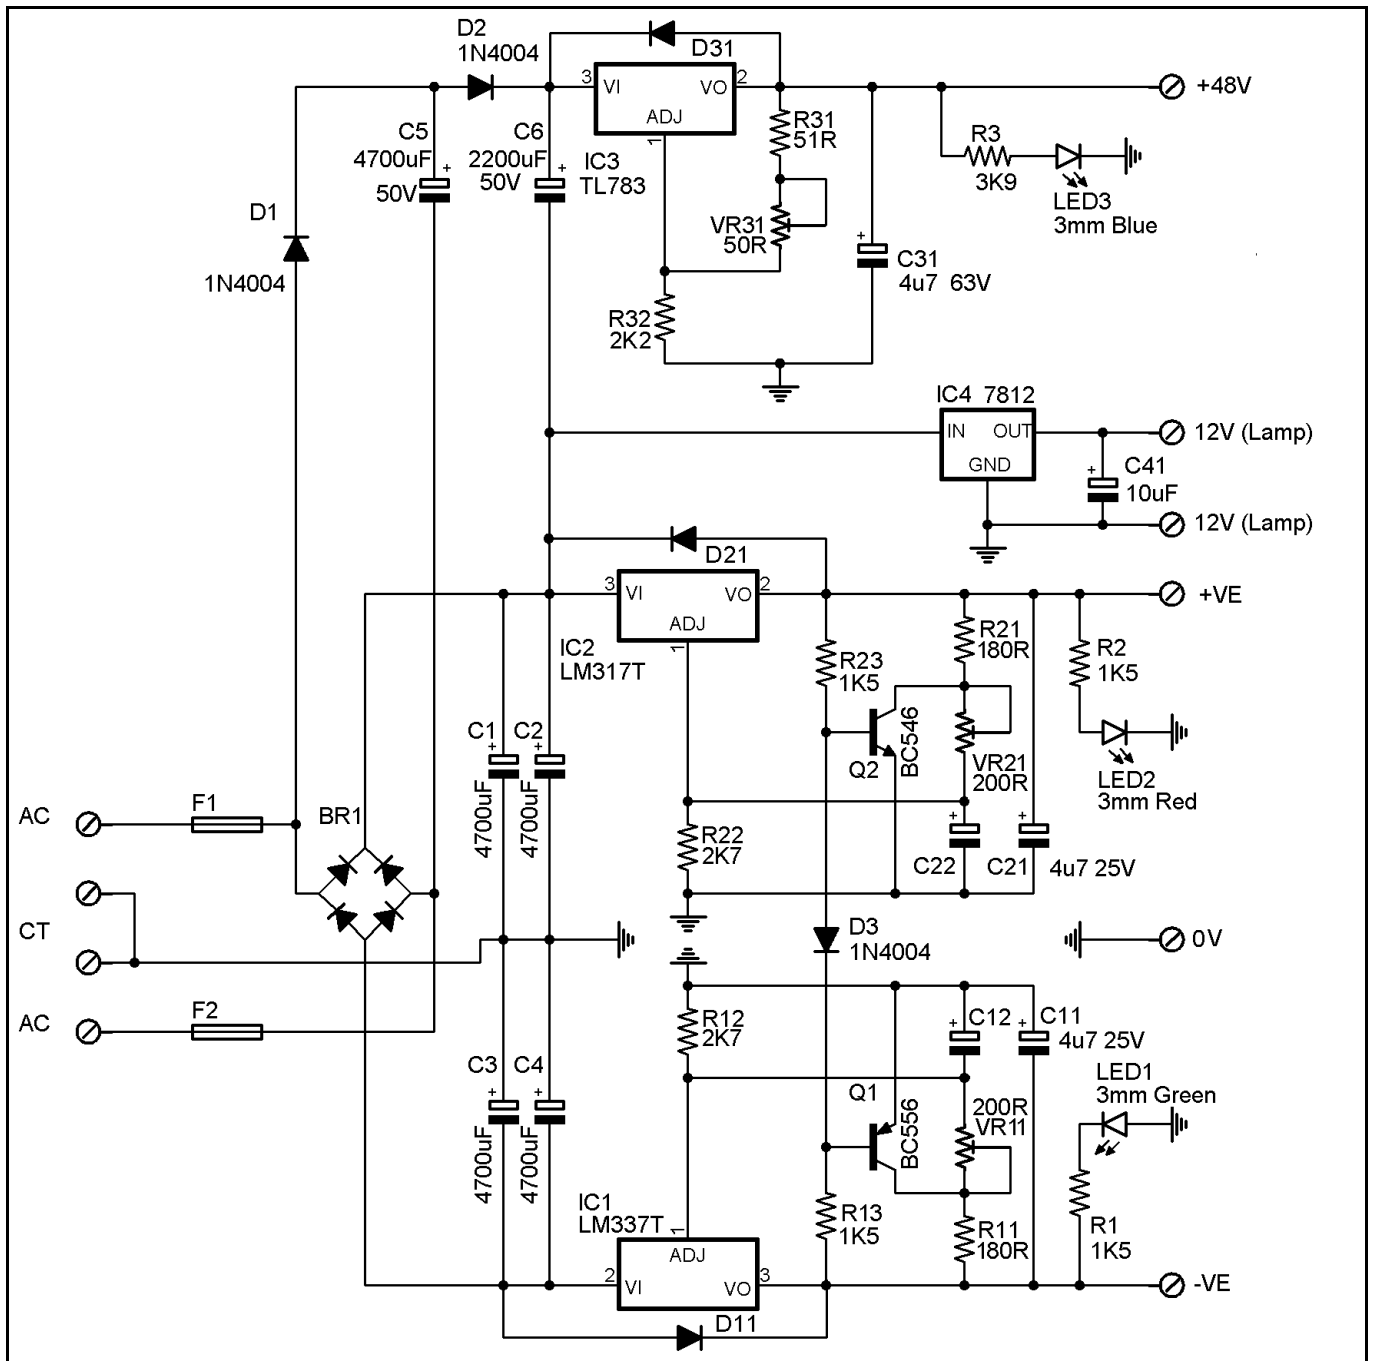 D2
1N4004
D31
3
VI
VO
2
ADJ
1
+48V
C5
4700uF
+
50V
C6
2200uF
+
50V
IC3
TL783
R31
51R
R3
3K9
LED3
3mm Blue
D1
1N4004
VR31
50R
+
C31
4u7 63V
R32
2K2
IC4 7812
IN
OUT
GND
12V (Lamp)
+
C41
10uF
12V (Lamp)
D21
3
VI
VO
2
ADJ
1
+VE
IC2
LM317T
R23
1K5
R21
180R
R2
1K5
C1
+
4700uF
C2
+
4700uF
Q2
BC546
VR21
200R
LED2
3mm Red
AC
F1
BR1
R22
2K7
+
C22
+
C21
4u7 25V
CT
D3
1N4004
0V
AC
F2
R12
2K7
+
C12
+
C11
4u7 25V
C3
+
4700uF
C4
+
4700uF
Q1
BC556
200R
VR11
LED1
3mm Green
IC1
LM337T
1
ADJ
2
VI
VO
3
R13
1K5
R11
180R
R1
1K5
-VE
D11